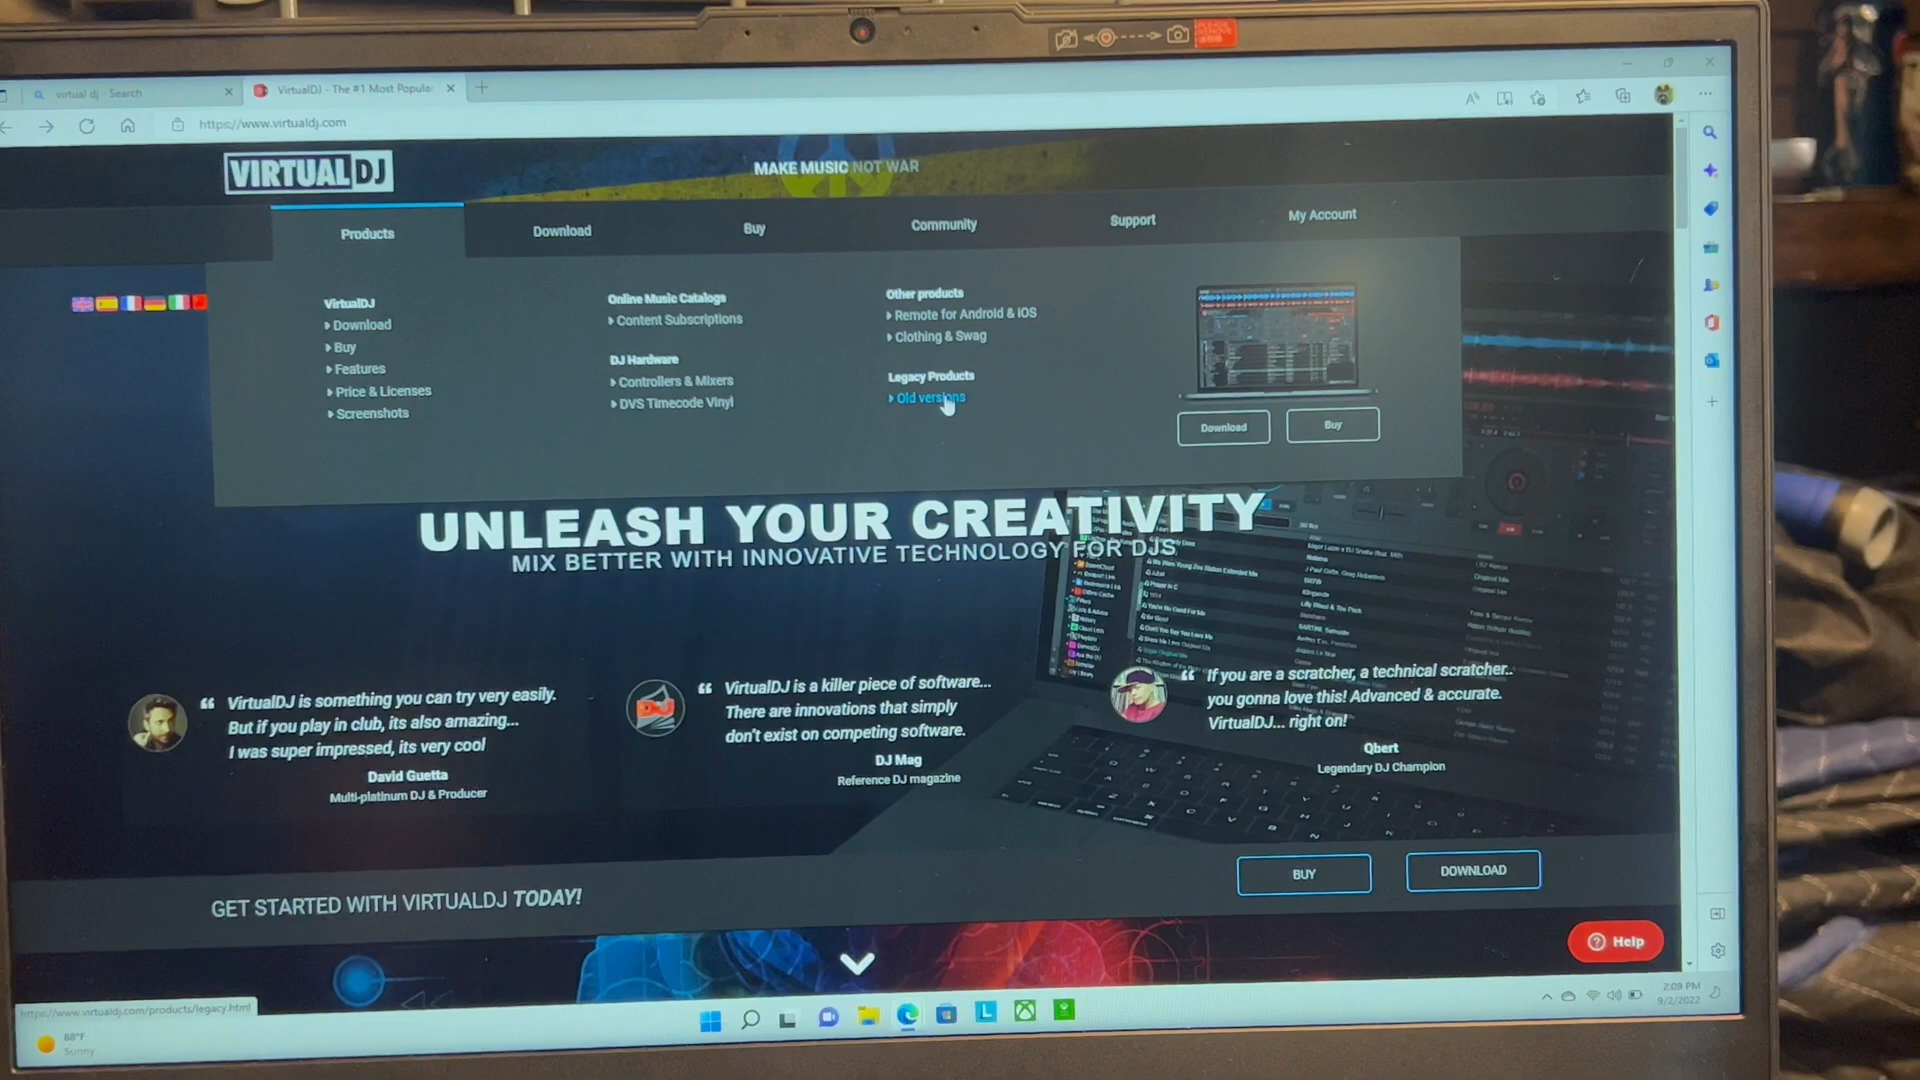 virtual dj - Search
VirtualDJ - The #1 Most Popula
https://www.virtualdj.com
VIRTUAL DJ
MAKE MUSIC NOT WAR
Products
Download
Buy
Community
Support
My Account
VirtualDJ
Download
Buy
Features
Price & Licenses
Screenshots
Online Music Catalogs
Content Subscriptions
DJ Hardware
Controllers & Mixers
DVS Timecode Vinyl
Other products
Remote for Android & iOS
Clothing & Swag
Legacy Products
Old versions
Download
Buy
UNLEASH YOUR CREATIVITY
MIX BETTER WITH INNOVATIVE TECHNOLOGY FOR DJS
“ VirtualDJ is something you can try very easily.
But if you play in club, its also amazing...
I was super impressed, its very cool
David Guetta
Multi-platinum DJ & Producer
“ VirtualDJ is a killer piece of software...
There are innovations that simply
don't exist on competing software.
DJ Mag
Reference DJ magazine
“ If you are a scratcher, a technical scratcher..
you gonna love this! Advanced & accurate.
VirtualDJ... right on!
Qbert
Legendary DJ Champion
GET STARTED WITH VIRTUALDJ TODAY!
BUY
DOWNLOAD
Help
https://www.virtualdj.com/products/legacy.html
88°F
Sunny
2:09 PM
9/2/2022